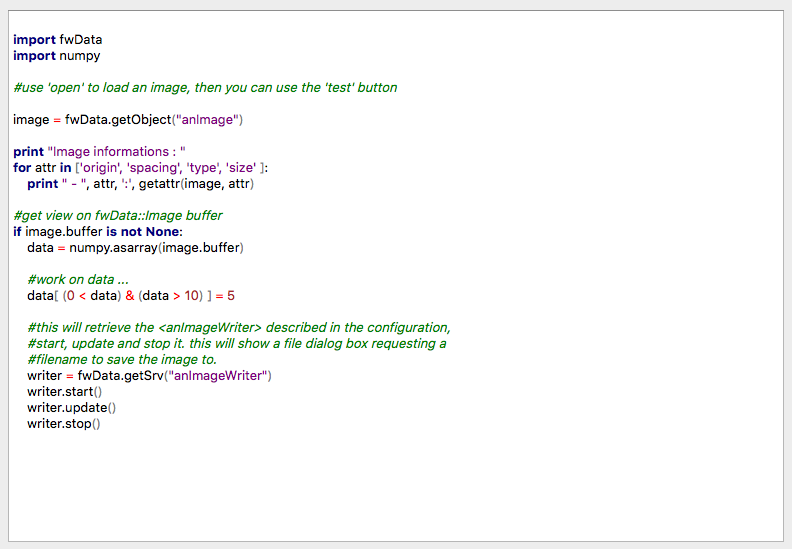 import fwData
import numpy
#use 'open' to load an image, then you can use the 'test' button
image = fwData.getObject("anImage")
print "Image informations : "
for attr in ['origin', 'spacing', 'type', 'size' ]:
print " - ", attr, ':', getattr(image, attr)
#get view on fwData::Image buffer
if image.buffer is not None:
data = numpy.asarray(image.buffer)
#work on data ...
data[ (0 < data) & (data > 10) ] = 5
#this will retrieve the <anImageWriter> described in the configuration,
#start, update and stop it. this will show a file dialog box requesting a
#filename to save the image to.
writer = fwData.getSrv("anImageWriter")
writer.start()
writer.update()
writer.stop()